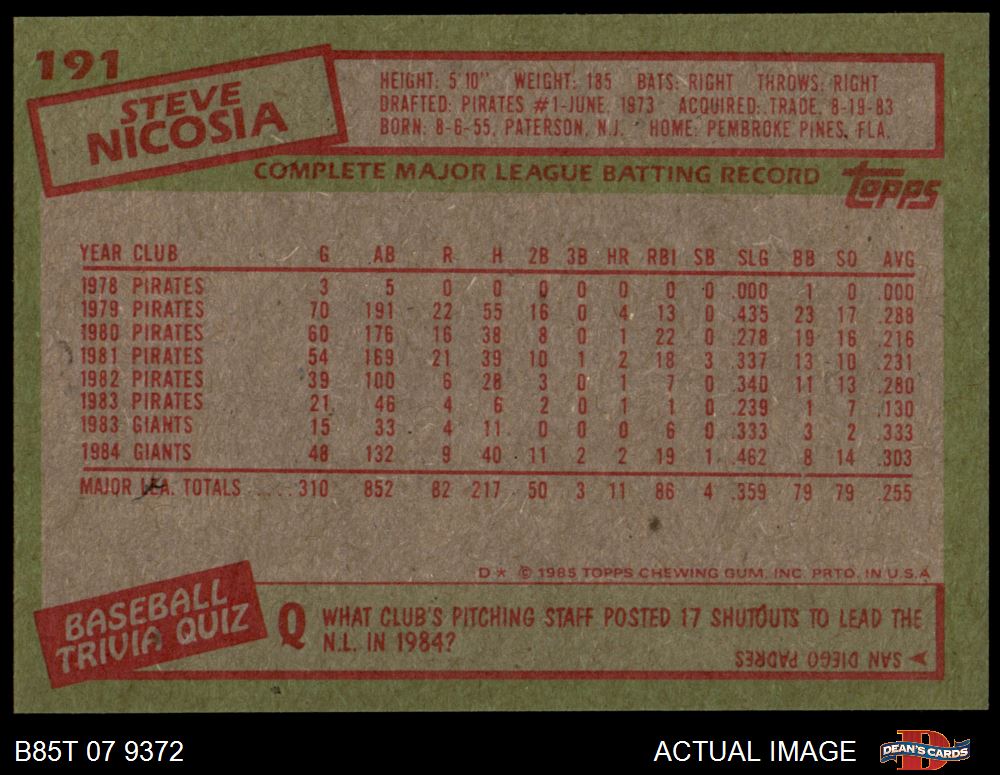 191
STEVE
NICOSIA
HEIGHT: 5'10" WEIGHT: 185 BATS: RIGHT THROWS: RIGHT
DRAFTED: PIRATES #1-JUNE, 1973 ACQUIRED: TRADE, 8-19-83
BORN: 8-6-55, PATERSON, N.J. HOME: PEMBROKE PINES, FLA.
COMPLETE MAJOR LEAGUE BATTING RECORD
topps
YEAR CLUB G AB R H 2B 3B HR RBI SB SLG BB SO AVG
1978 PIRATES 3 5 0 0 0 0 0 0 0 .000 1 0 .000
1979 PIRATES 70 191 22 55 16 0 4 13 0 .435 23 17 .288
1980 PIRATES 60 176 16 38 8 0 1 22 0 .278 19 16 .216
1981 PIRATES 54 169 21 39 10 1 2 18 3 .337 13 10 .231
1982 PIRATES 39 100 6 28 3 0 1 7 0 .340 11 13 .280
1983 PIRATES 21 46 4 6 2 0 1 1 0 .239 1 7 .130
1983 GIANTS 15 33 4 11 0 0 0 6 0 .333 3 2 .333
1984 GIANTS 48 132 9 40 11 2 2 19 1 .462 8 14 .303
MAJOR LEA. TOTALS .... 310 852 82 217 50 3 11 86 4 .359 79 79 .255
D* © 1985 TOPPS CHEWING GUM, INC. PRTD. IN U.S.A.
BASEBALL
TRIVIA QUIZ
Q WHAT CLUB'S PITCHING STAFF POSTED 17 SHUTOUTS TO LEAD THE
N.L. IN 1984?
SAN DIEGO PADRES
B85T 07 9372
ACTUAL IMAGE
DEAN'S CARDS